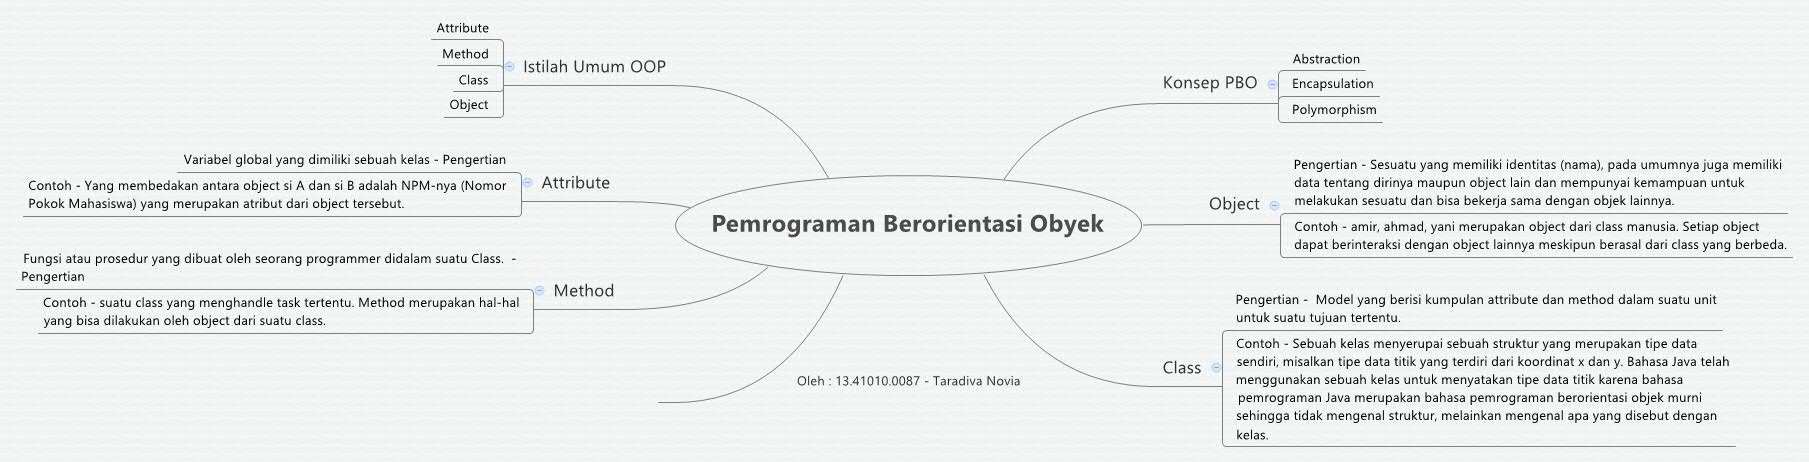 Pemrograman Berorientasi Obyek
Istilah Umum OOP
Attribute
Method
Class
Object
Attribute
Variabel global yang dimiliki sebuah kelas - Pengertian
Contoh - Yang membedakan antara object si A dan si B adalah NPM-nya (Nomor
Pokok Mahasiswa) yang merupakan atribut dari object tersebut.
Method
Fungsi atau prosedur yang dibuat oleh seorang programmer didalam suatu Class.  -
Pengertian
Contoh - suatu class yang menghandle task tertentu. Method merupakan hal-hal
yang bisa dilakukan oleh object dari suatu class.
Konsep PBO
Abstraction
Encapsulation
Polymorphism
Object
Pengertian - Sesuatu yang memiliki identitas (nama), pada umumnya juga memiliki
data tentang dirinya maupun object lain dan mempunyai kemampuan untuk
melakukan sesuatu dan bisa bekerja sama dengan objek lainnya.
Contoh - amir, ahmad, yani merupakan object dari class manusia. Setiap object
dapat berinteraksi dengan object lainnya meskipun berasal dari class yang berbeda.
Class
Pengertian -  Model yang berisi kumpulan attribute dan method dalam suatu unit
untuk suatu tujuan tertentu.
Contoh - Sebuah kelas menyerupai sebuah struktur yang merupakan tipe data
sendiri, misalkan tipe data titik yang terdiri dari koordinat x dan y. Bahasa Java telah
menggunakan sebuah kelas untuk menyatakan tipe data titik karena bahasa
pemrograman Java merupakan bahasa pemrograman berorientasi objek murni
sehingga tidak mengenal struktur, melainkan mengenal apa yang disebut dengan
kelas.
Oleh : 13.41010.0087 - Taradiva Novia